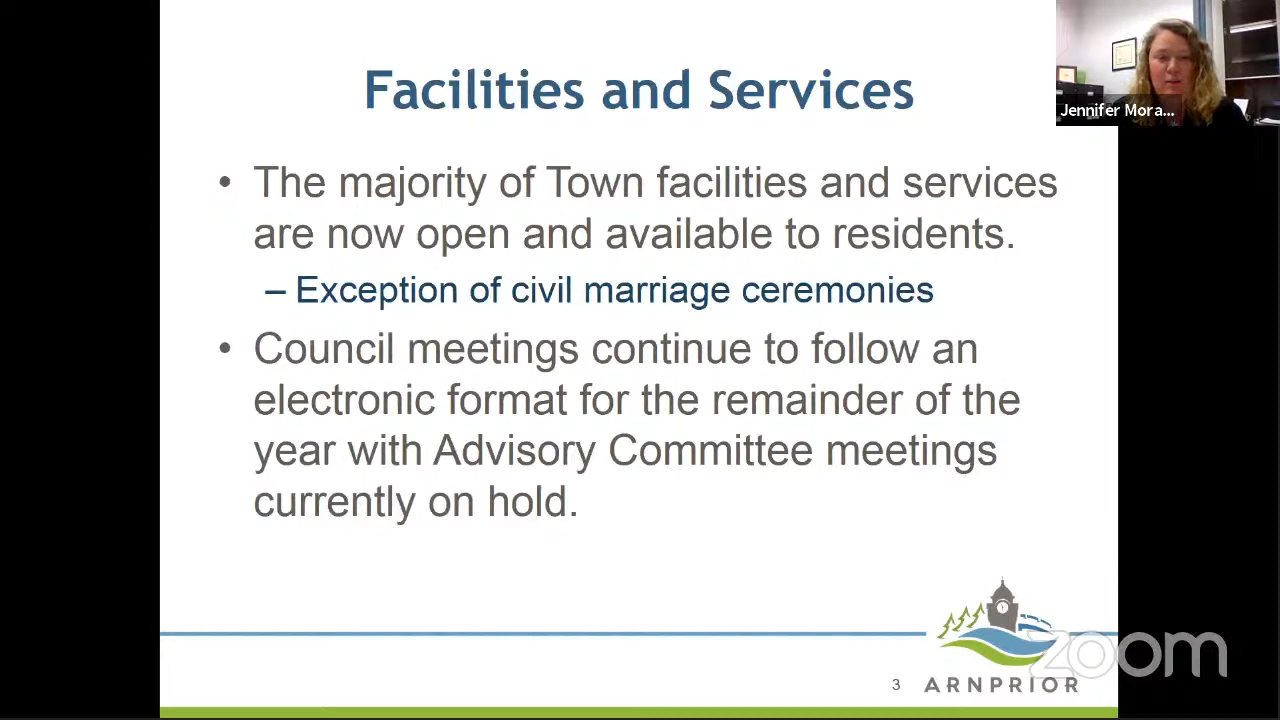 Facilities and Services
Jennifer Mora...
• The majority of Town facilities and services
are now open and available to residents.
– Exception of civil marriage ceremonies
• Council meetings continue to follow an
electronic format for the remainder of the
year with Advisory Committee meetings
currently on hold.
zoom
3
ARNPRIOR